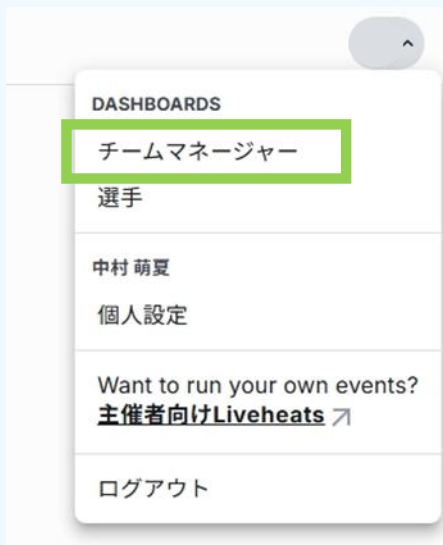 DASHBOARDS
チームマネージャー
選手
中村 萌夏
個人設定
Want to run your own events?
主催者向けLiveheats
ログアウト